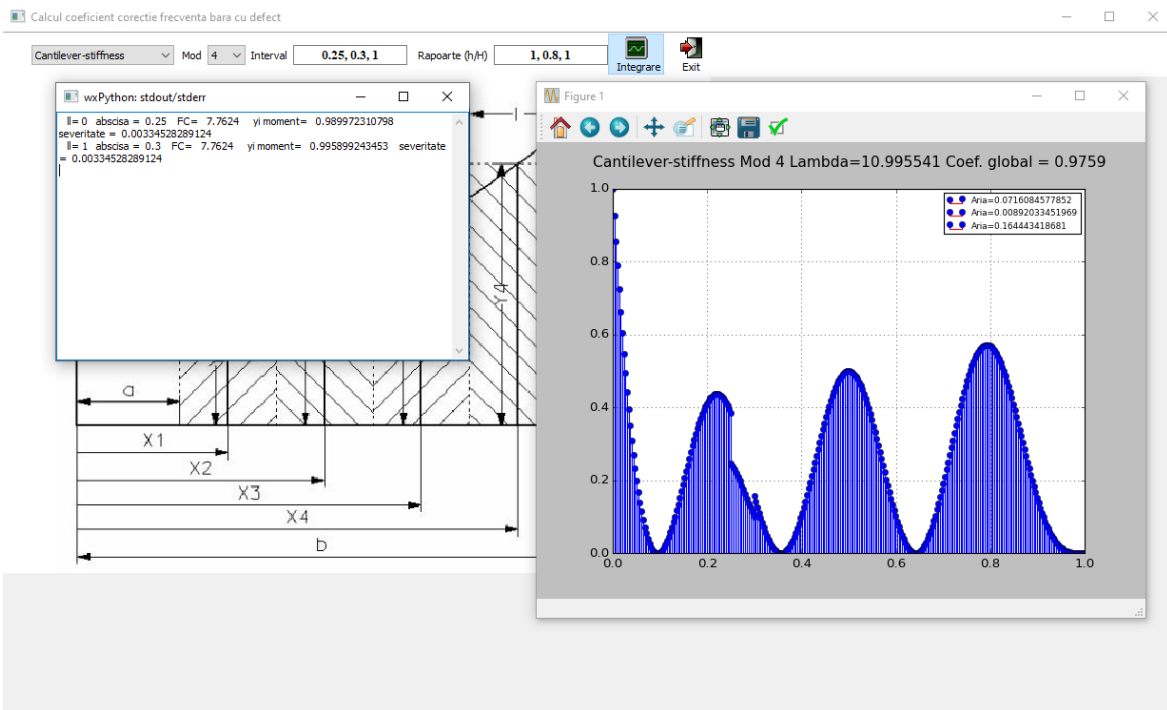 Calcul coeficient corectie frecventa bara cu defect
Cantilever-stiffness Mod 4 Interval 0.25, 0.3, 1 Rapoarte (h/H) 1, 0.8, 1 Integrare Exit
wxPython: stdout/stderr
II= 0 abscisa = 0.25 FC= 7.7624 yi moment= 0.989972310798
severitate = 0.00334528289124
II= 1 abscisa = 0.3 FC= 7.7624 yi moment= 0.995899243453 severitate
= 0.00334528289124
Figure 1
Cantilever-stiffness Mod 4 Lambda=10.995541 Coef. global = 0.9759
Aria=0.0716084577852
Aria=0.00892033451969
Aria=0.164443418681
1.0
0.8
0.6
0.4
0.2
0.0
0.0 0.2 0.4 0.6 0.8 1.0
Y4
a
X1
X2
X3
X4
b